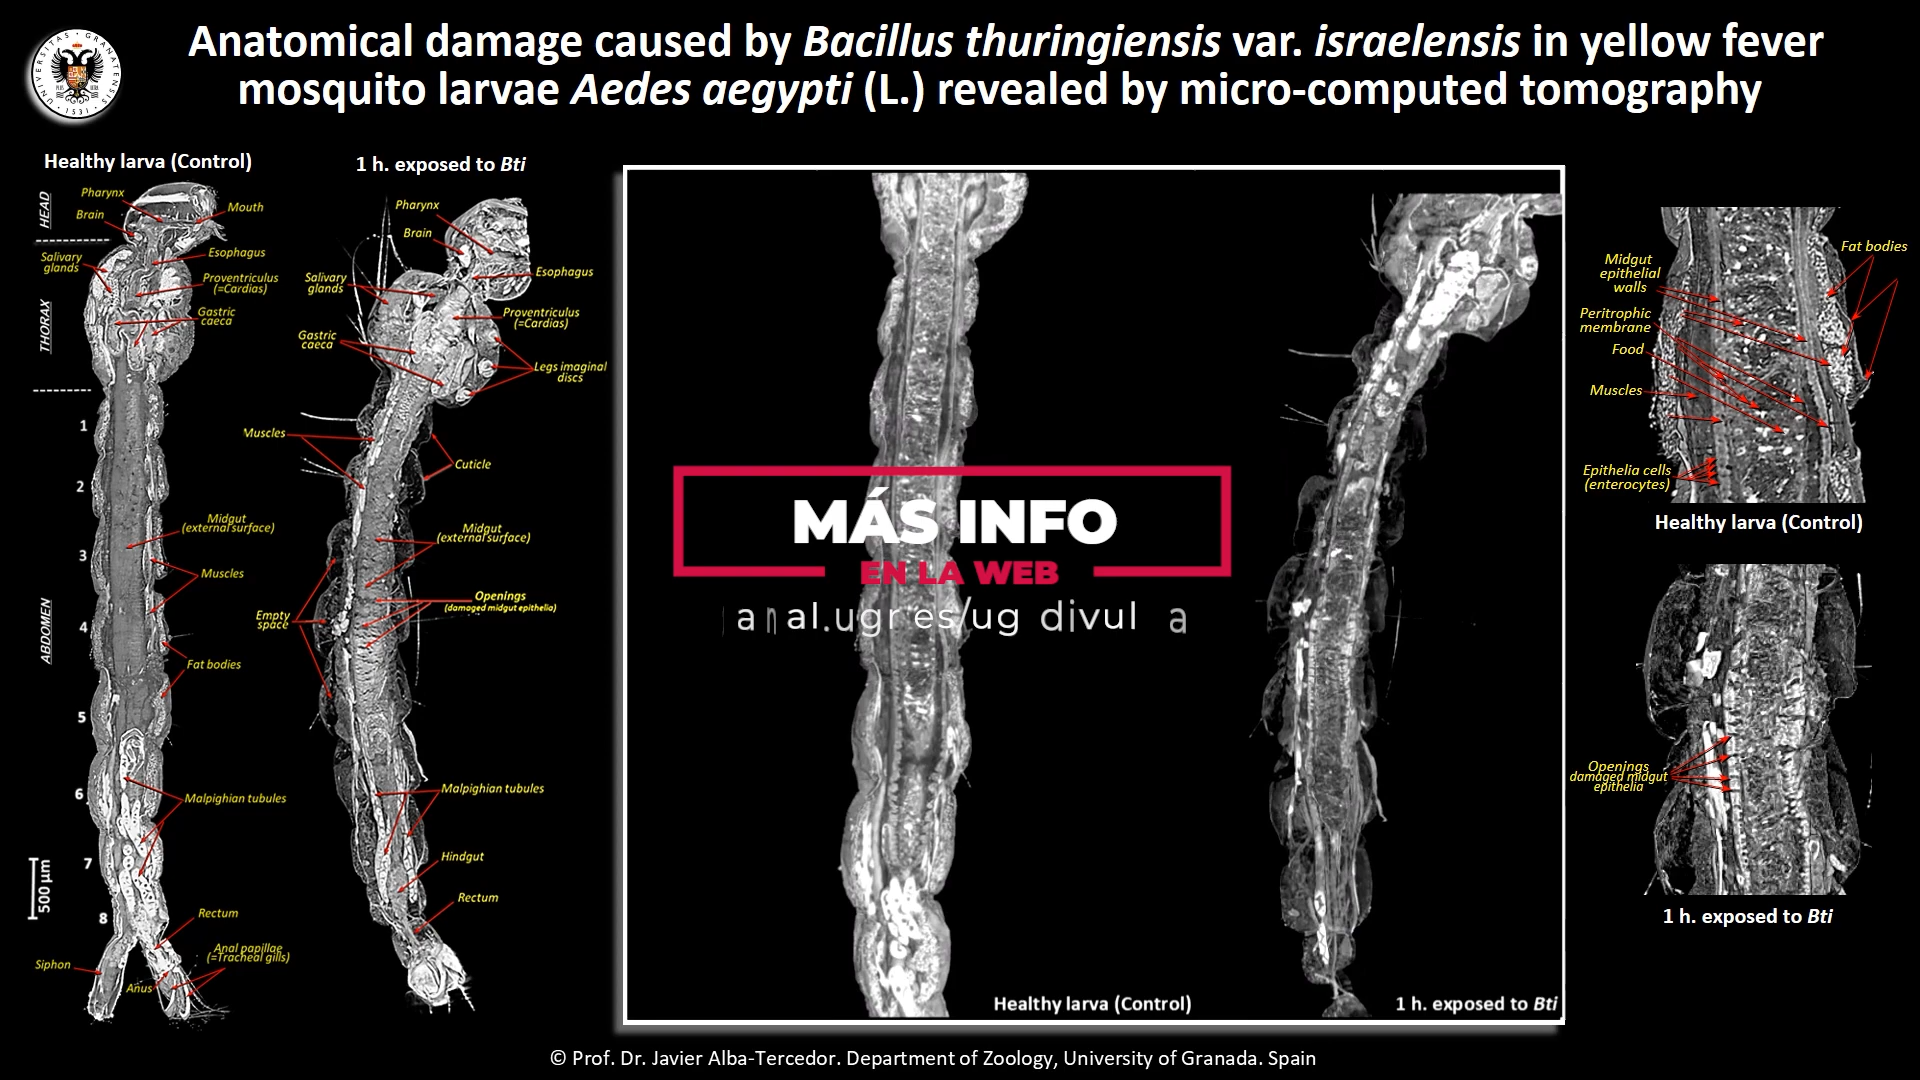 Anatomical damage caused by Bacillus thuringiensis var. israelensis in yellow fever
mosquito larvae Aedes aegypti (L.) revealed by micro-computed tomography
Healthy larva (Control)
HEAD
THORAX
ABDOMEN
Pharynx
Brain
Mouth
Salivary
glands
Esophagus
Proventriculus
(=Cardias)
Gastric
caeca
1
2
3
4
5
6
7
8
Midgut
(external surface)
Muscles
Fat bodies
Malpighian tubules
500 µm
Rectum
Anal papillae
(=Tracheal gills)
Siphon
Anus
1 h. exposed to Bti
Pharynx
Brain
Esophagus
Salivary
glands
Proventriculus
(=Cardias)
Gastric
caeca
Legs imaginal
discs
Muscles
Cuticle
Midgut
(external surface)
Openings
(damaged midgut epithelia)
Empty
space
Malpighian tubules
Hindgut
Rectum
MÁS INFO
EN LA WEB
Healthy larva (Control)
1 h. exposed to Bti
Fat bodies
Midgut
epithelial
walls
Peritrophic
membrane
Food
Muscles
Epithelia cells
(enterocytes)
Healthy larva (Control)
Openings
damaged midgut
epithelia
1 h. exposed to Bti
© Prof. Dr. Javier Alba-Tercedor. Department of Zoology, University of Granada. Spain